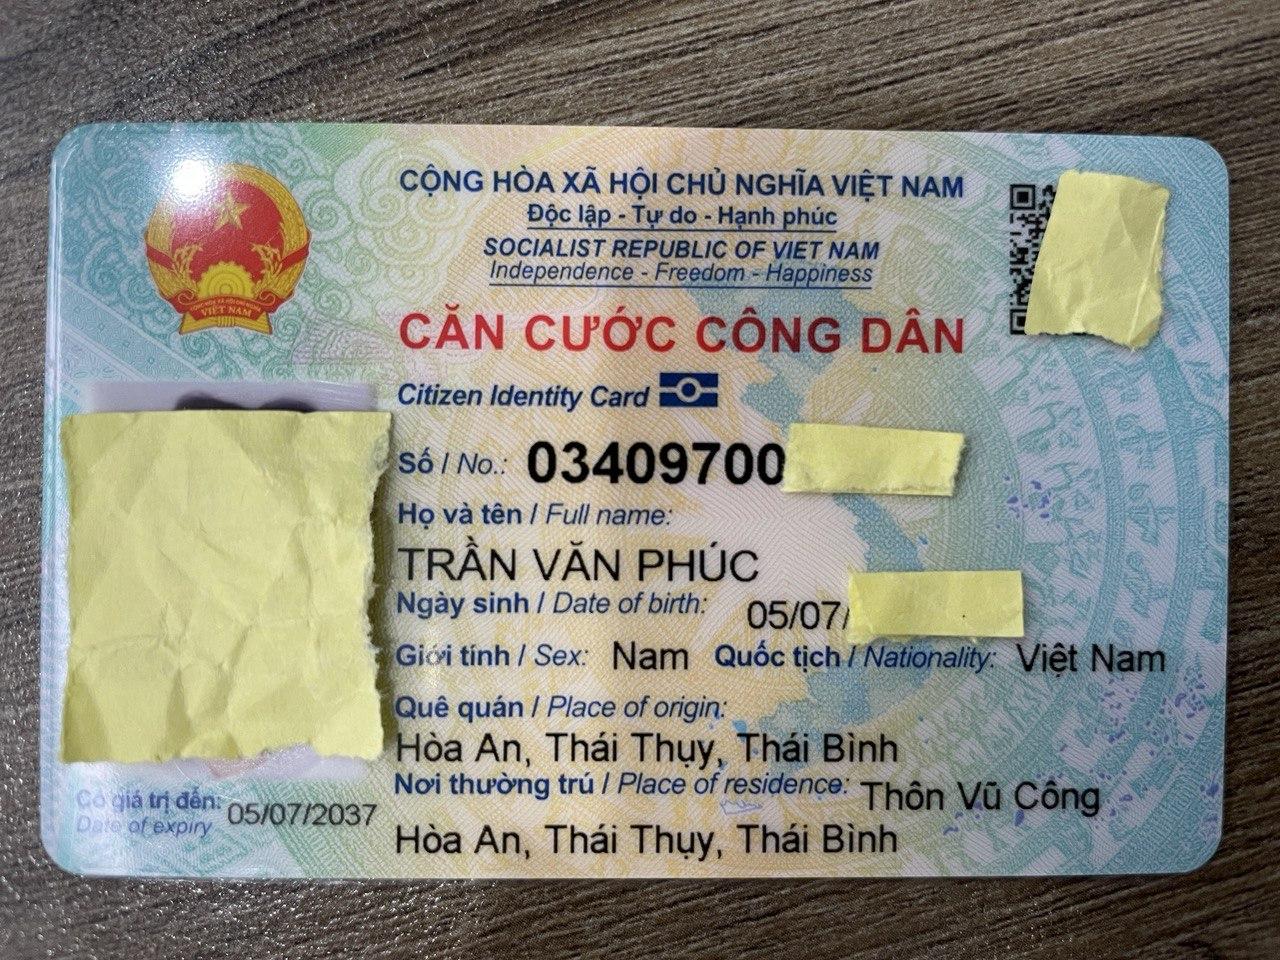 CỘNG HÒA XÃ HỘI CHỦ NGHĨA VIỆT NAM
Độc lập - Tự do - Hạnh phúc
SOCIALIST REPUBLIC OF VIET NAM
Independence - Freedom - Happiness
CĂN CƯỚC CÔNG DÂN
Citizen Identity Card
Số / No.: 03409700
Họ và tên / Full name:
TRẦN VĂN PHÚC
Ngày sinh / Date of birth: 05/07/
Giới tính / Sex: Nam Quốc tịch / Nationality: Việt Nam
Quê quán / Place of origin:
Hòa An, Thái Thụy, Thái Bình
Nơi thường trú / Place of residence: Thôn Vũ Công
Hòa An, Thái Thụy, Thái Bình
Có giá trị đến: 05/07/2037
Date of expiry
VIỆT NAM